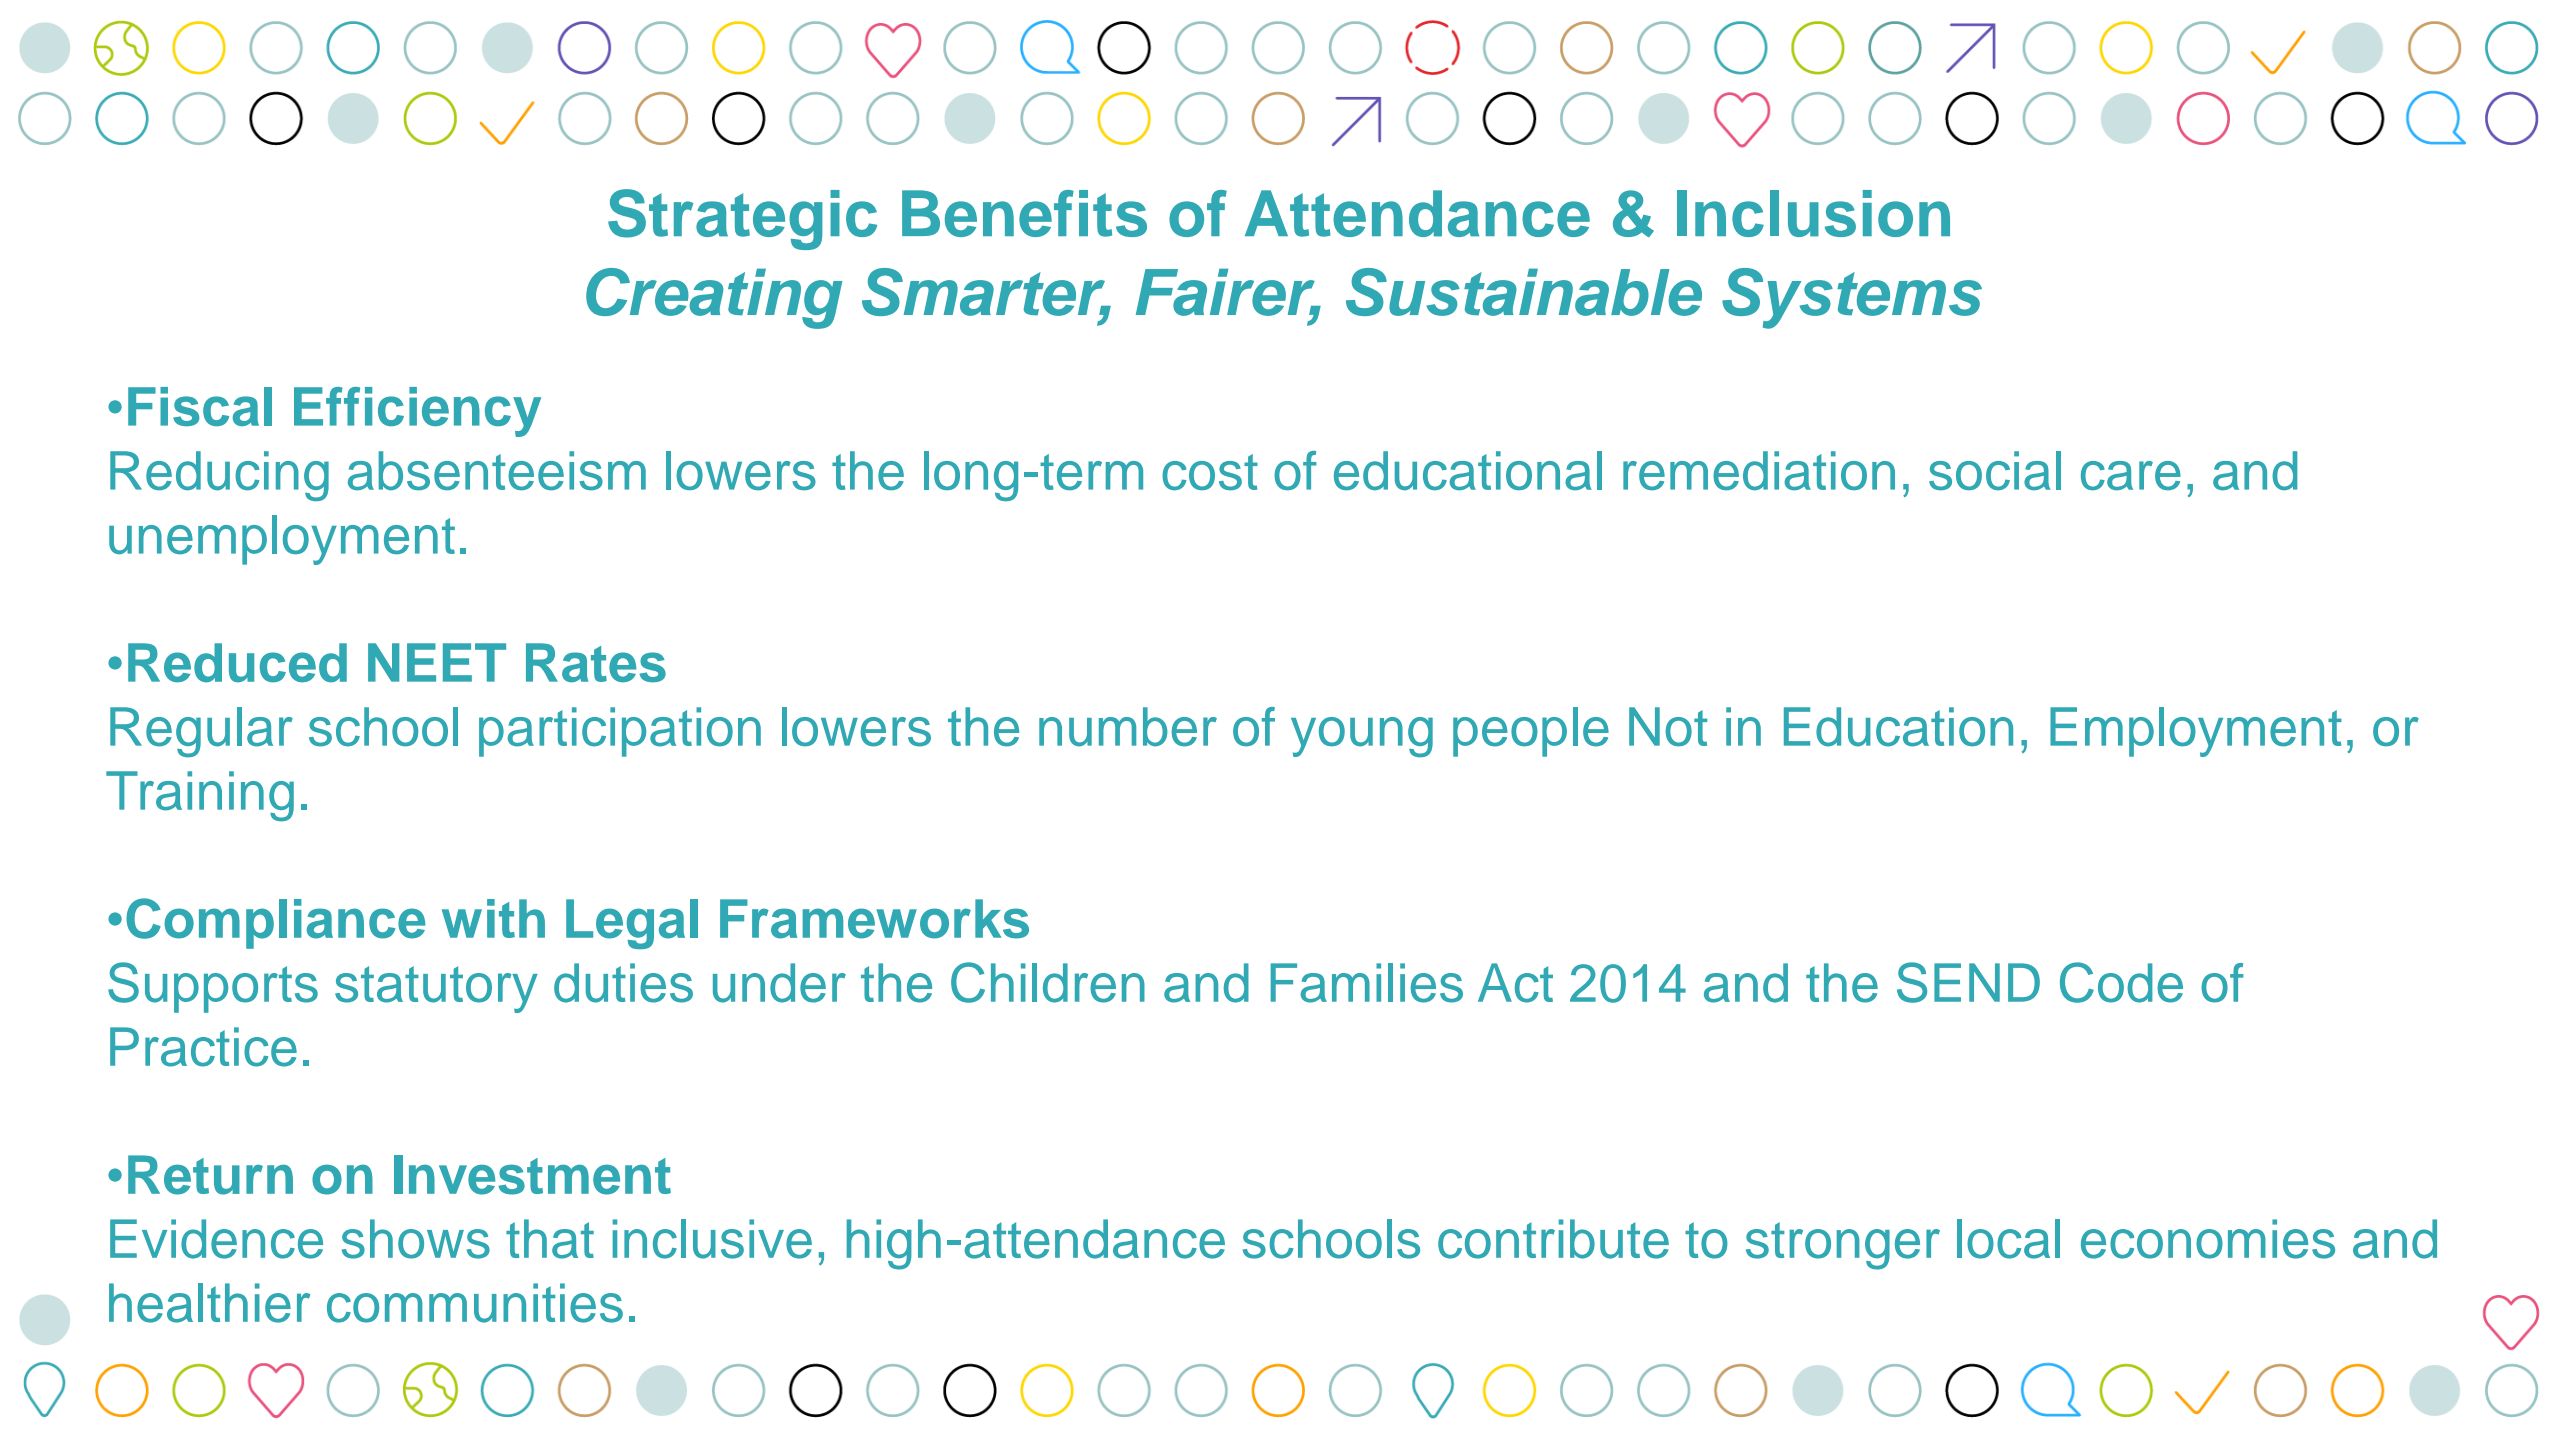 Strategic Benefits of Attendance & Inclusion
Creating Smarter, Fairer, Sustainable Systems
•Fiscal Efficiency
Reducing absenteeism lowers the long-term cost of educational remediation, social care, and
unemployment.
•Reduced NEET Rates
Regular school participation lowers the number of young people Not in Education, Employment, or
Training.
•Compliance with Legal Frameworks
Supports statutory duties under the Children and Families Act 2014 and the SEND Code of
Practice.
•Return on Investment
Evidence shows that inclusive, high-attendance schools contribute to stronger local economies and
healthier communities.